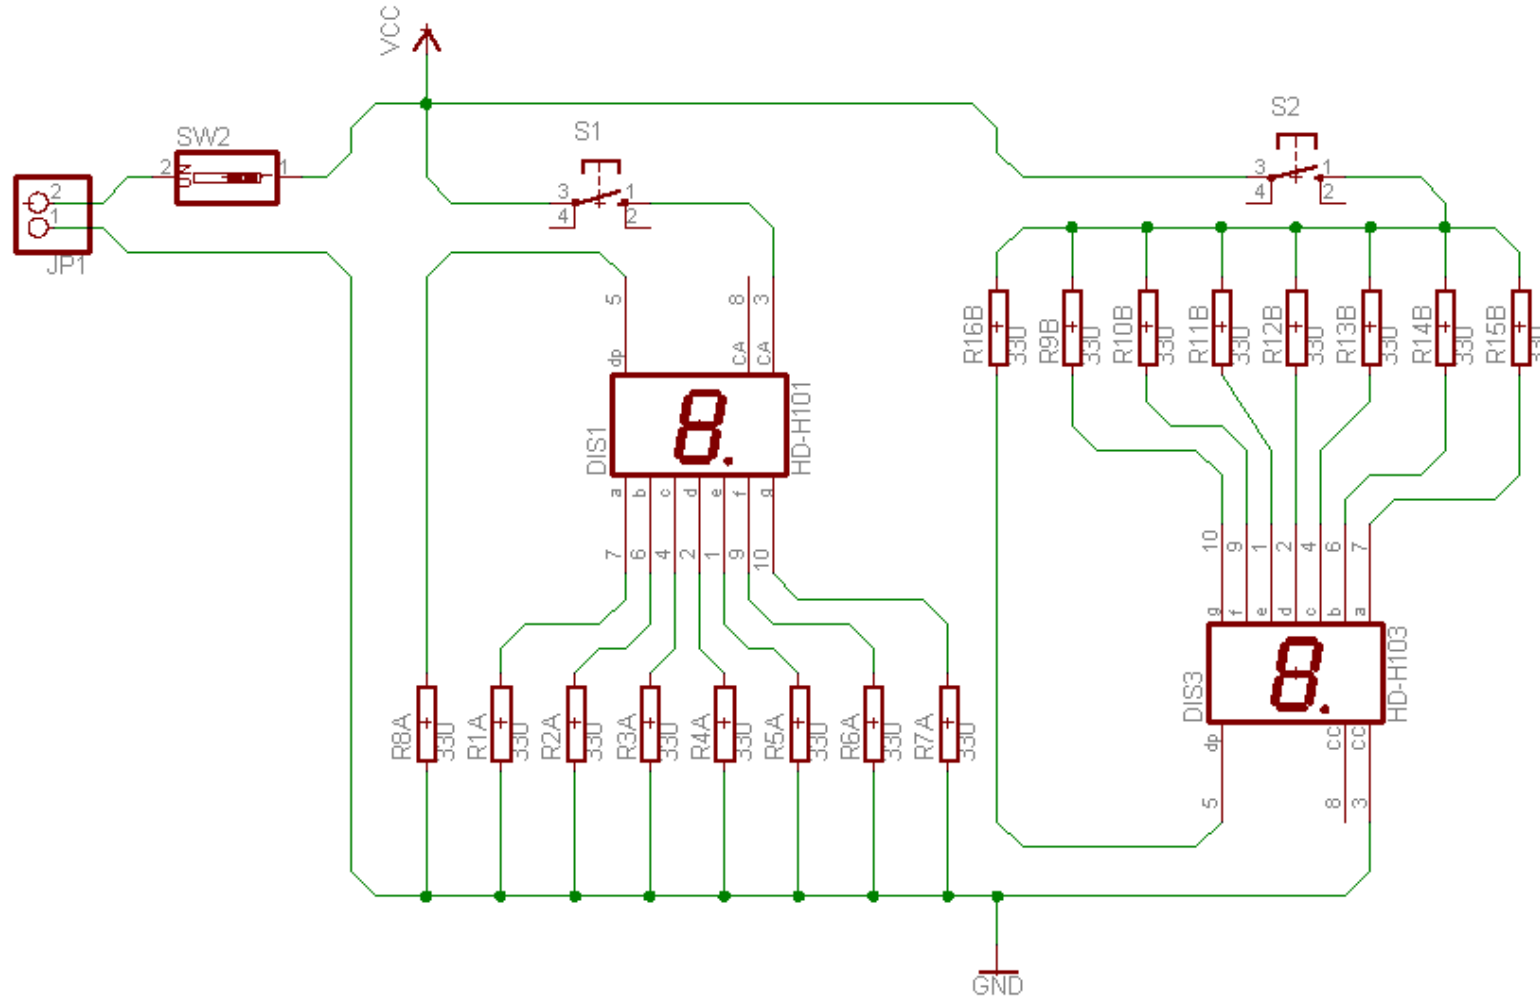 VCC
S1
S2
SW2
2
1
ON
JP1
2
1
3
1
4
2
3
1
4
2
5
8
3
dp
CA
CA
DIS1
HD-H101
a
b
c
d
e
f
g
7
6
4
2
1
9
10
R16B
330
R9B
330
R10B
330
R11B
330
R12B
330
R13B
330
R14B
330
R15B
330
10
9
1
2
4
6
7
g
f
e
d
c
b
a
DIS3
HD-H103
dp
CC
CC
5
8
3
R8A
330
R1A
330
R2A
330
R3A
330
R4A
330
R5A
330
R6A
330
R7A
330
GND